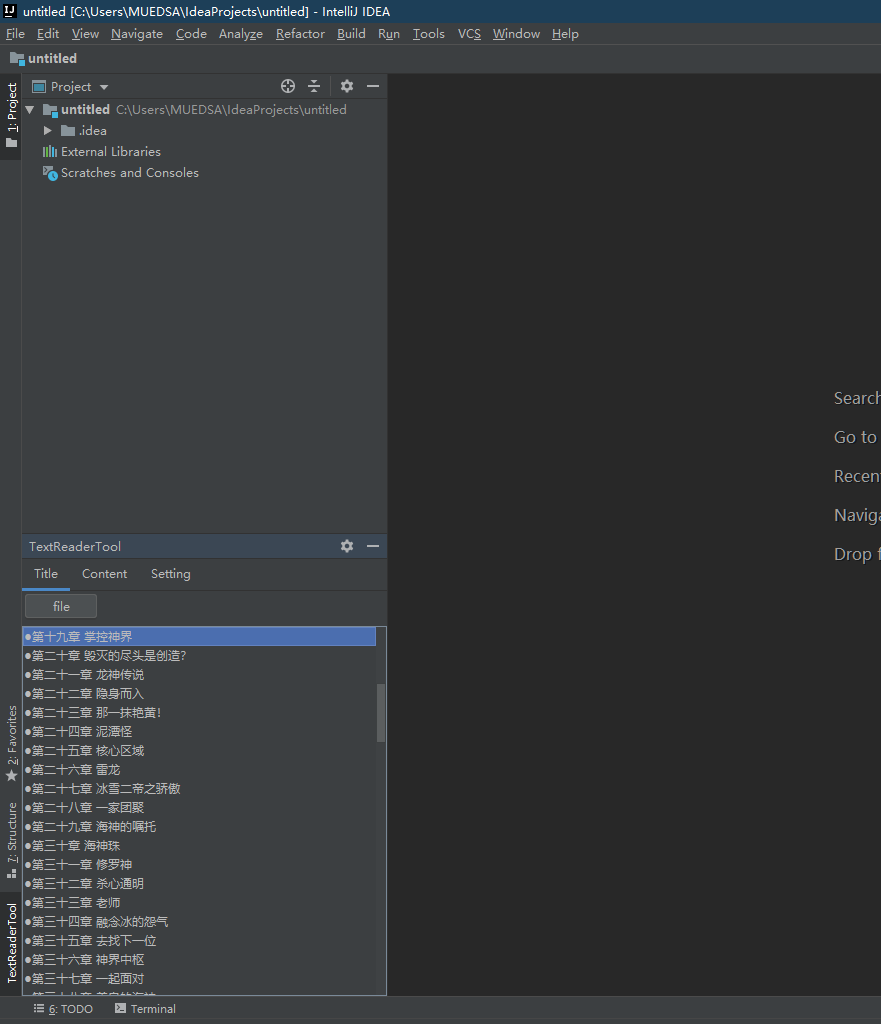 untitled [C:\Users\MUEDSA\IdeaProjects\untitled] - IntelliJ IDEA
File Edit View Navigate Code Analyze Refactor Build Run Tools VCS Window Help
untitled
1: Project
Project
untitled C:\Users\MUEDSA\IdeaProjects\untitled
.idea
External Libraries
Scratches and Consoles
Search
Go to
Recen
Naviga
Drop f
TextReaderTool
Title Content Setting
file
●第十九章 掌控神界
●第二十章 毁灭的尽头是创造?
●第二十一章 龙神传说
●第二十二章 隐身而入
●第二十三章 那一抹艳黄!
●第二十四章 泥潭怪
●第二十五章 核心区域
●第二十六章 雷龙
●第二十七章 冰雪二帝之骄傲
●第二十八章 一家团聚
●第二十九章 海神的嘱托
●第三十章 海神珠
●第三十一章 修罗神
●第三十二章 杀心通明
●第三十三章 老师
●第三十四章 融念冰的怨气
●第三十五章 去找下一位
●第三十六章 神界中枢
●第三十七章 一起面对
2: Favorites
7: Structure
TextReaderTool
6: TODO Terminal